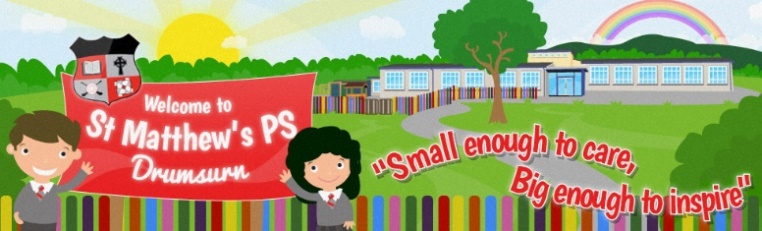 Welcome to
St Matthew's PS
Drumsurn
"Small enough to care,
Big enough to inspire"